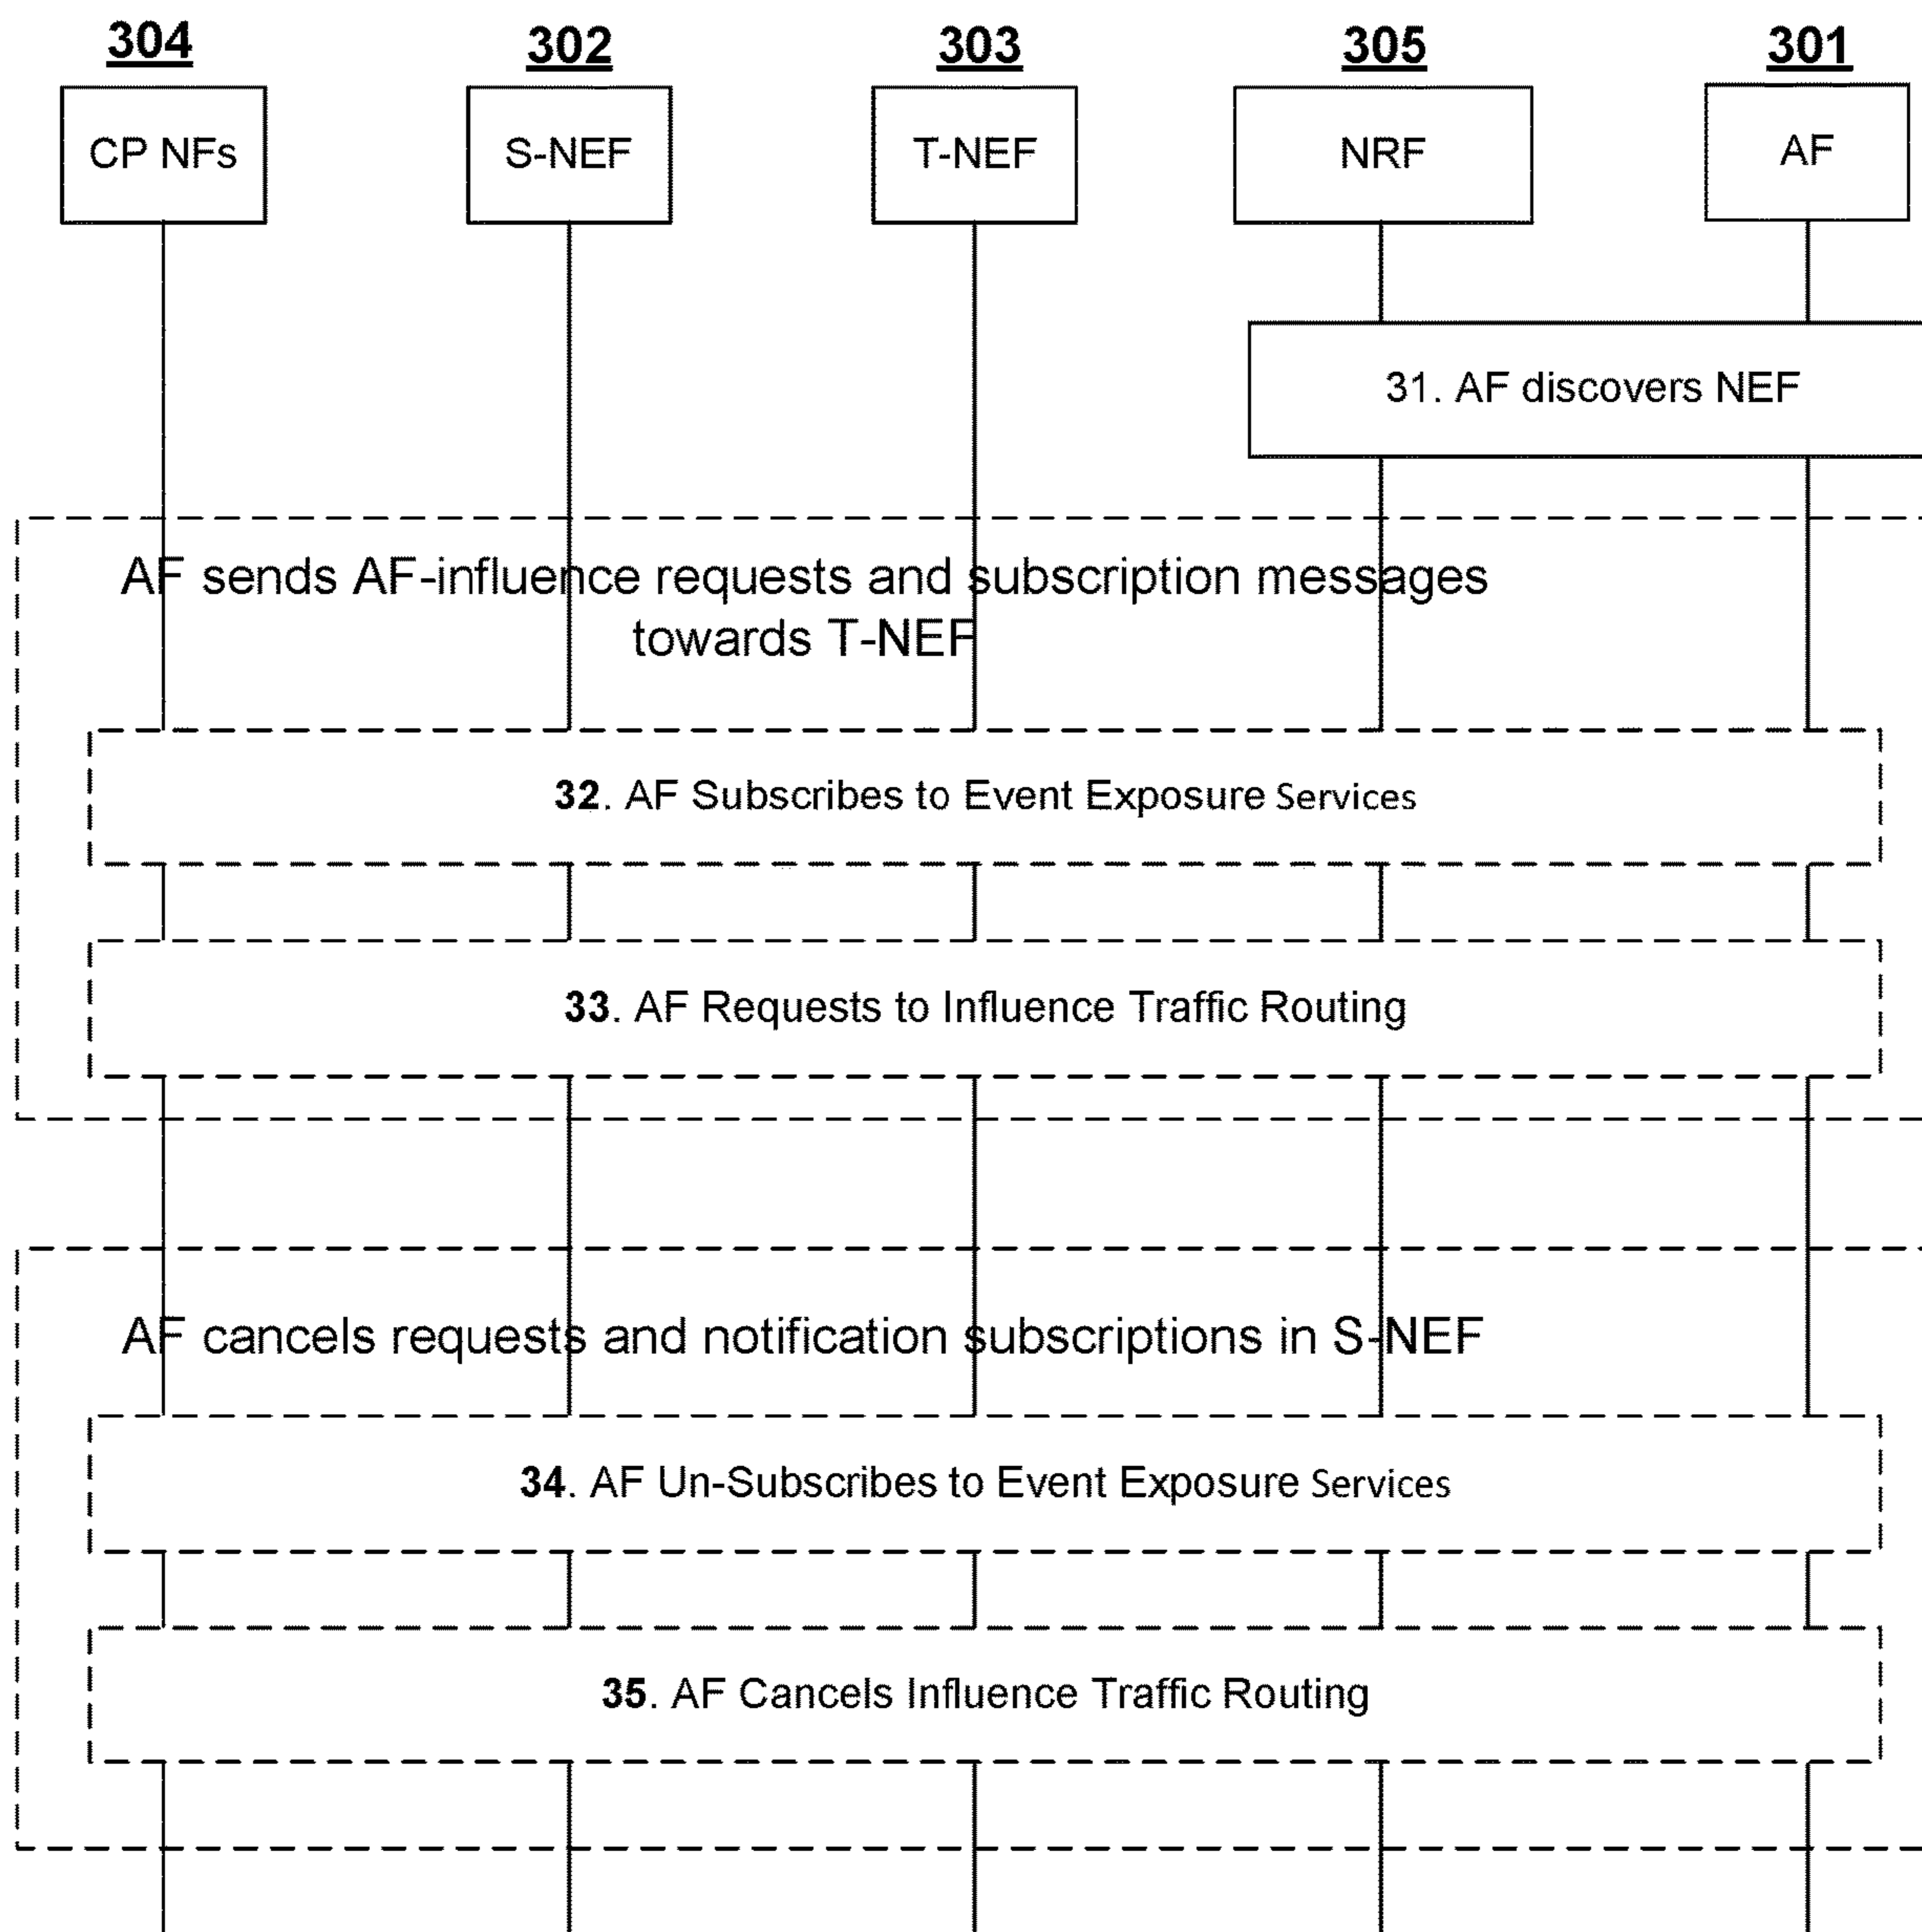 304 302 303 305 301
CP NFs S-NEF T-NEF NRF AF
31. AF discovers NEF
AF sends AF-influence requests and subscription messages
towards T-NEF
32. AF Subscribes to Event Exposure Services
33. AF Requests to Influence Traffic Routing
AF cancels requests and notification subscriptions in S-NEF
34. AF Un-Subscribes to Event Exposure Services
35. AF Cancels Influence Traffic Routing